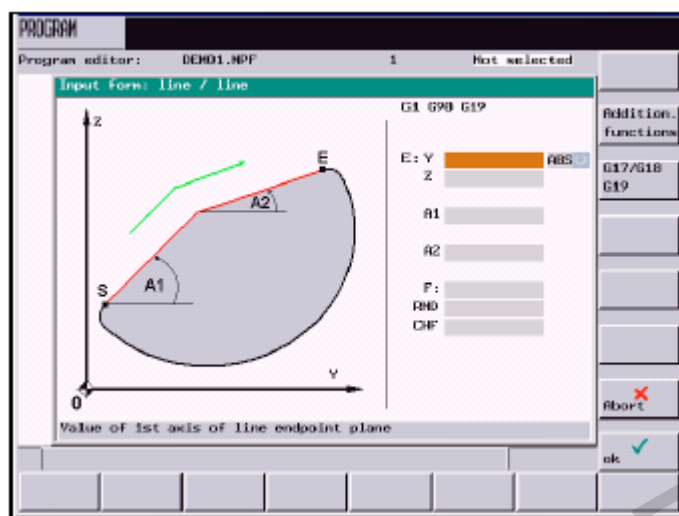 PROGRAM
Program editor: DEMO1.MPF 1 Not selected
Input form: line / line
G1 G90 G19
Addition.
functions
G17/G18
G19
Z
E
A2
S
A1
Y
0
E: Y ABS
Z
A1
A2
F:
RND
CHF
Value of 1st axis of line endpoint plane
Abort
ok